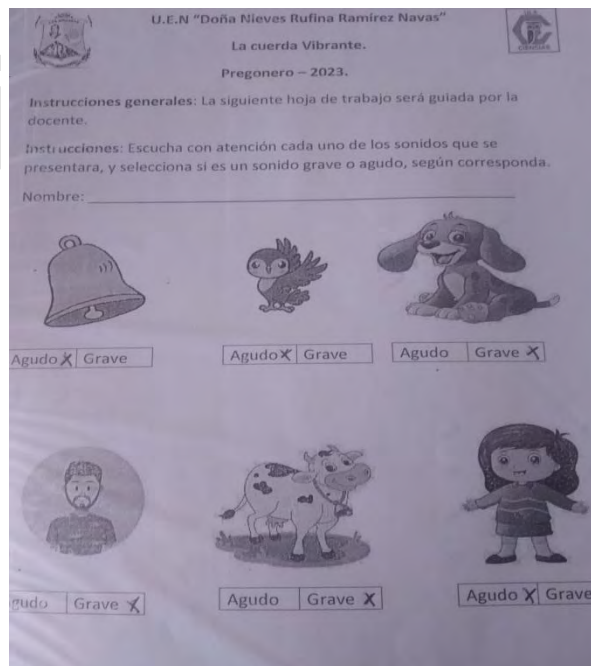 U.E.N “Doña Nieves Rufina Ramírez Navas”
La cuerda Vibrante.
CIENCIAS
Pregonero – 2023.
Instrucciones generales: La siguiente hoja de trabajo será guiada por la
docente.
Instrucciones: Escucha con atención cada uno de los sonidos que se
presentara, y selecciona si es un sonido grave o agudo, según corresponda.
Nombre:
Agudo X Grave
Agudo X Grave
Agudo Grave X
gudo Grave X
Agudo Grave X
Agudo X Grave